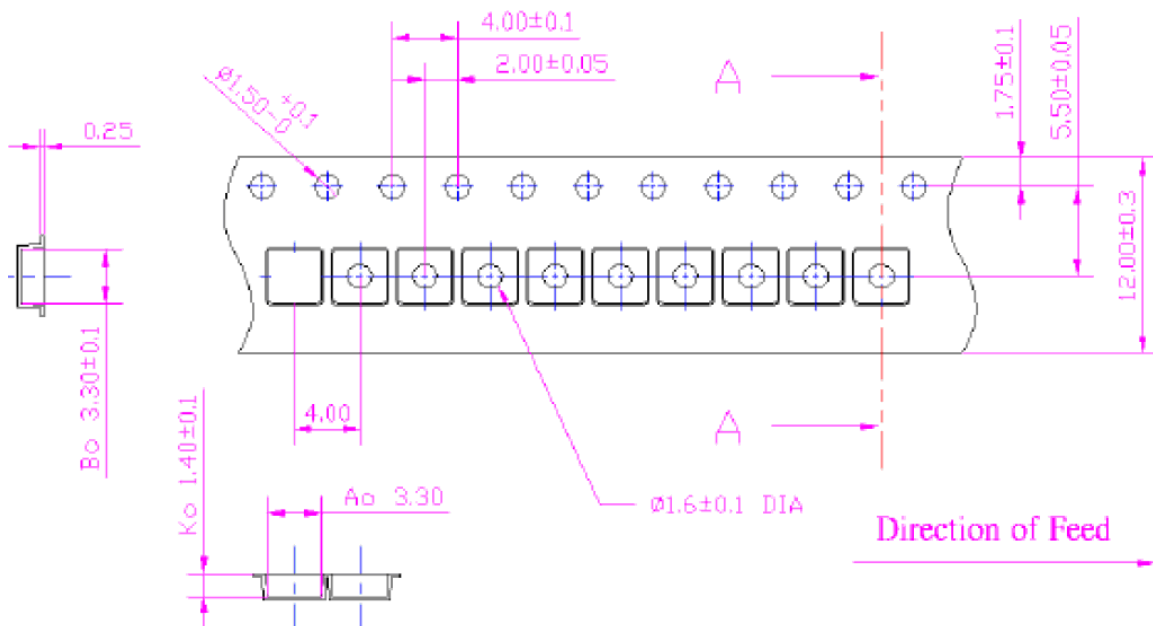 4.00±0.1
2.00±0.05
Ø1.50 +0.1 -0
A
1.75±0.1
5.50±0.05
0.25
12.00±0.3
Bo 3.30±0.1
4.00
A
Ko 1.40±0.1
Ao 3.30
Ø1.6±0.1 DIA
Direction of Feed